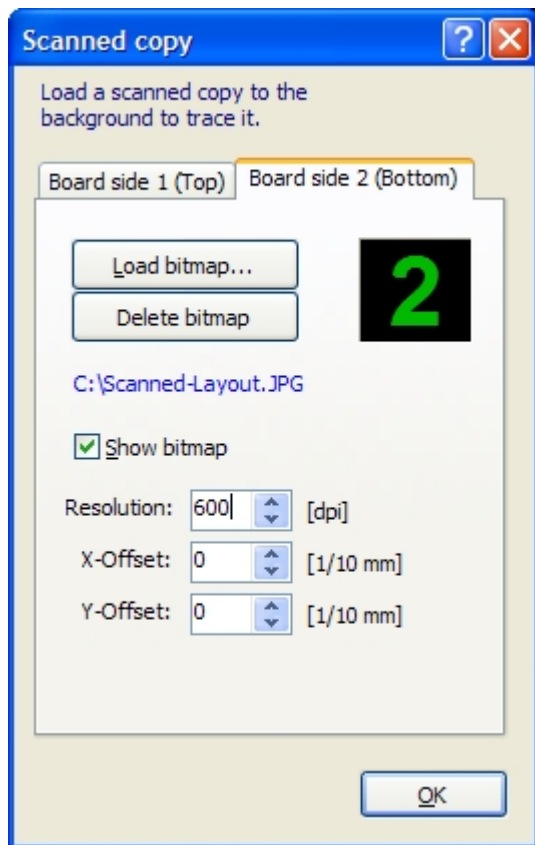 Scanned copy
?
Load a scanned copy to the
background to trace it.
Board side 1 (Top) Board side 2 (Bottom)
Load bitmap...
2
Delete bitmap
C:\Scanned-Layout.JPG
Show bitmap
Resolution: 600 [dpi]
X-Offset: 0 [1/10 mm]
Y-Offset: 0 [1/10 mm]
OK